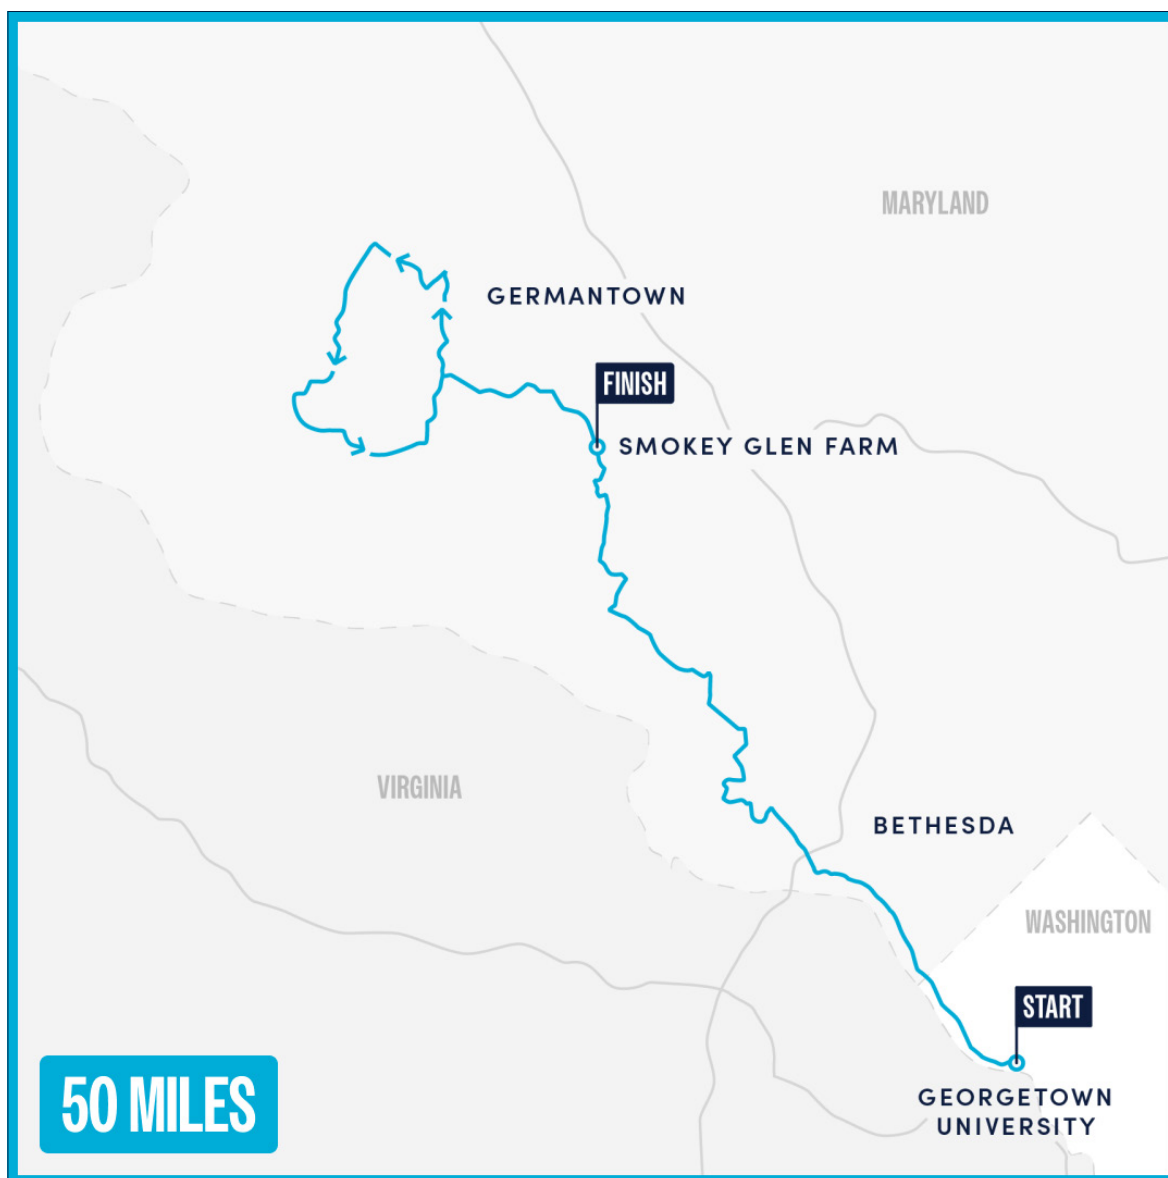 MARYLAND
GERMANTOWN
FINISH
SMOKEY GLEN FARM
VIRGINIA
BETHESDA
WASHINGTON
START
50 MILES
GEORGETOWN
UNIVERSITY